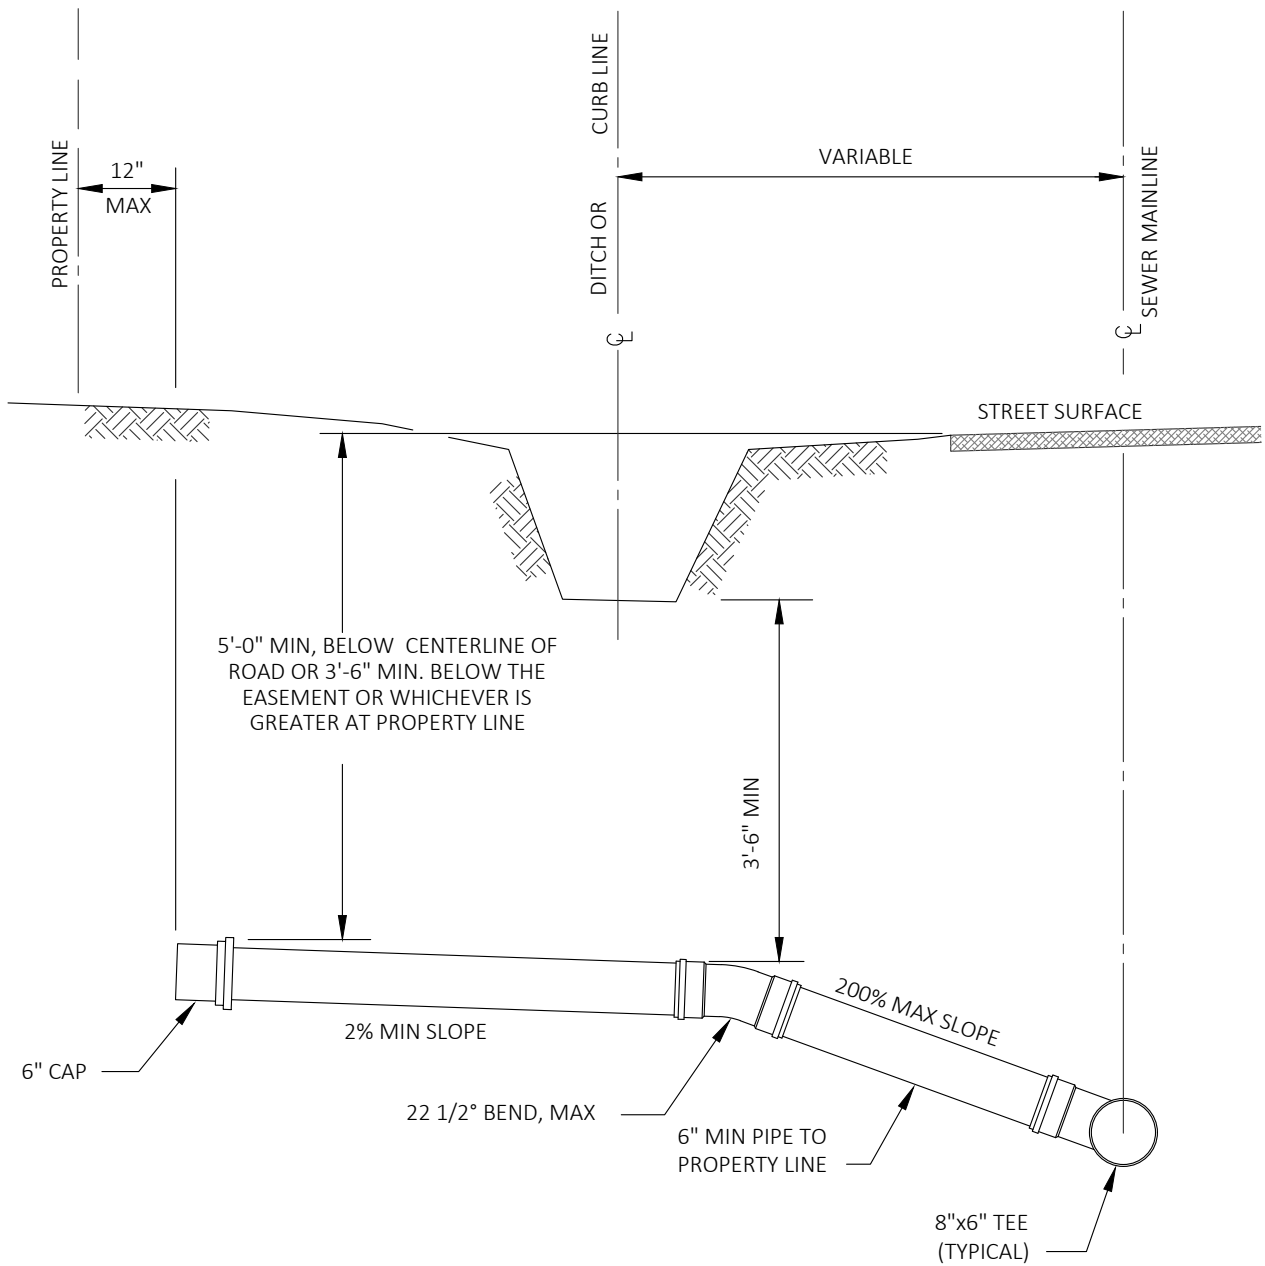 PROPERTY LINE
12"
MAX
DITCH OR CURB LINE
VARIABLE
SEWER MAINLINE
CL
CL
STREET SURFACE
5'-0" MIN, BELOW CENTERLINE OF
ROAD OR 3'-6" MIN. BELOW THE
EASEMENT OR WHICHEVER IS
GREATER AT PROPERTY LINE
3'-6" MIN
200% MAX SLOPE
2% MIN SLOPE
6" CAP
22 1/2° BEND, MAX
6" MIN PIPE TO
PROPERTY LINE
8"x6" TEE
(TYPICAL)